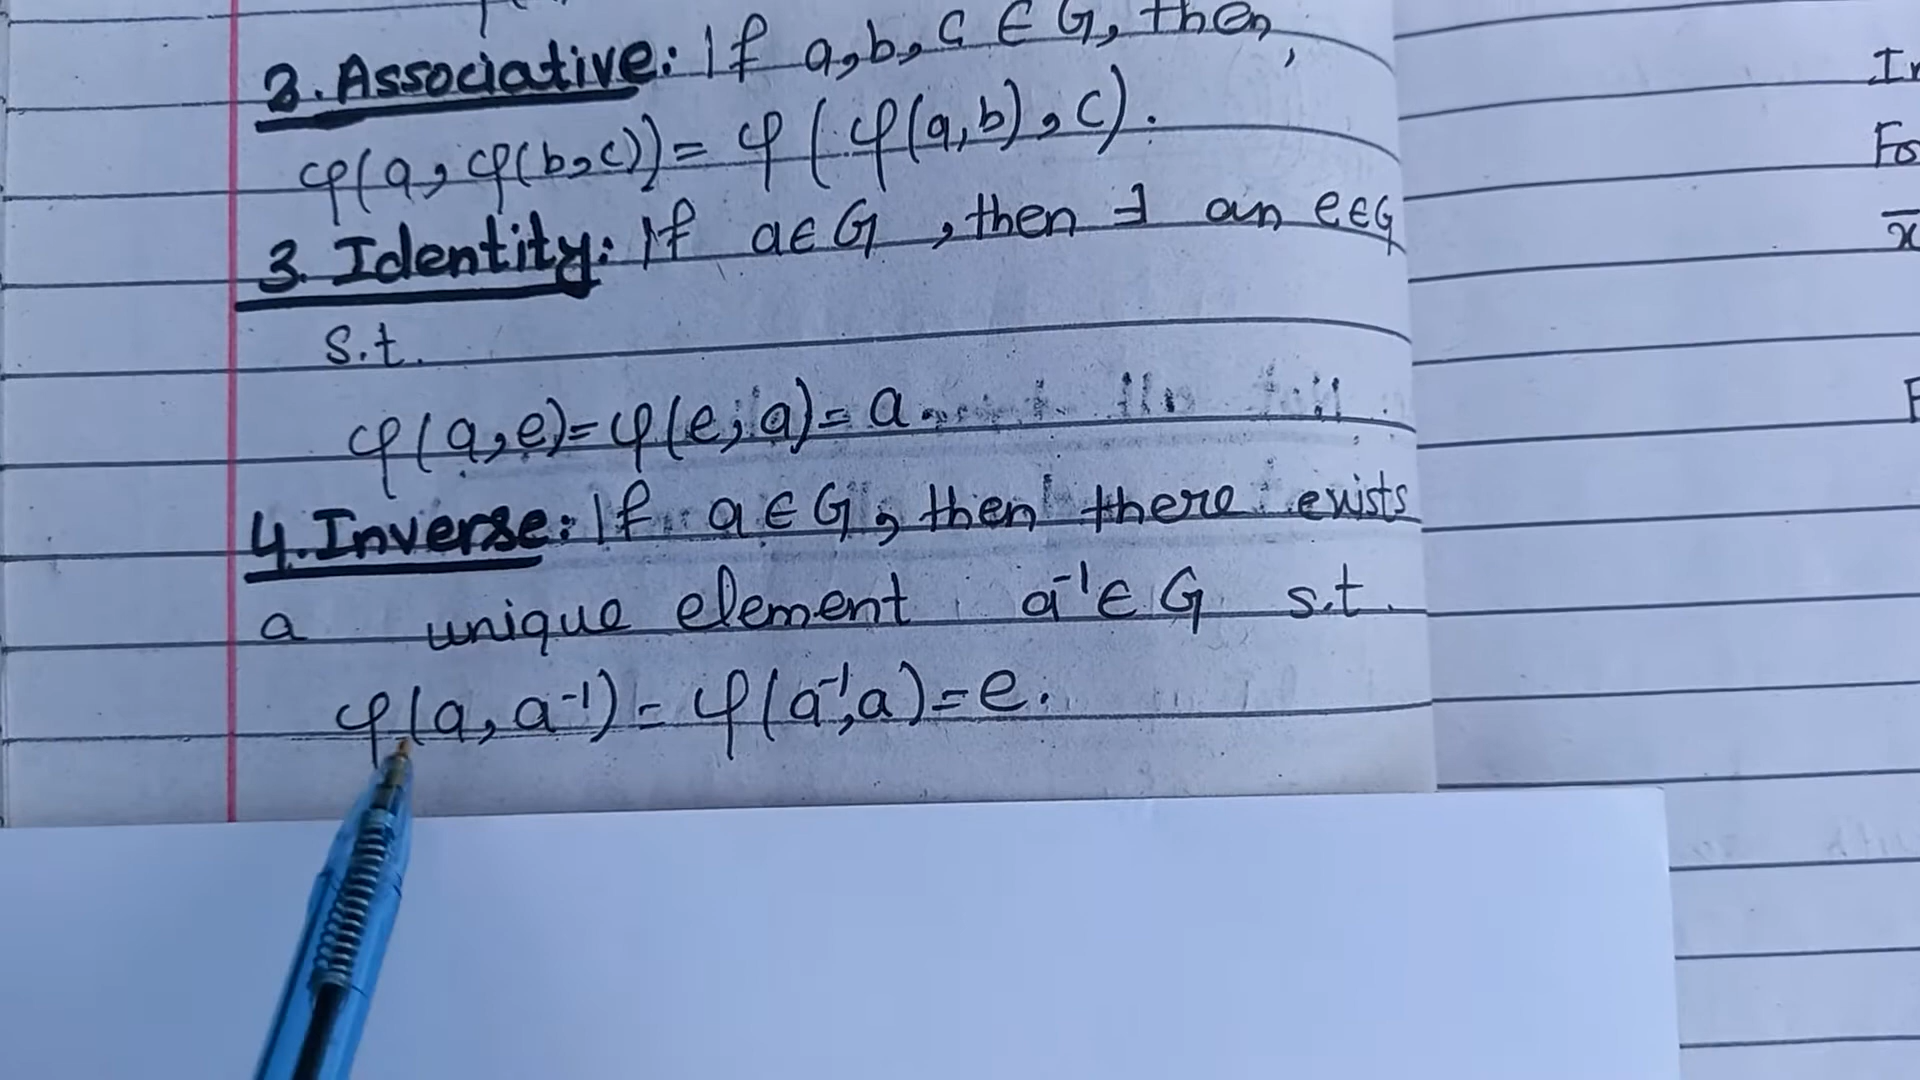 2. Associative: If a, b, c ∈ G, then,
φ(a, φ(b,c)) = φ(φ(a,b), c).
3. Identity: If a ∈ G, then ∃ an e∈G
s.t.
φ(a,e) = φ(e,a) = a.
4. Inverse: If a ∈ G, then there exists
a unique element a⁻¹ ∈ G s.t.
φ(a, a⁻¹) = φ(a⁻¹, a) = e.